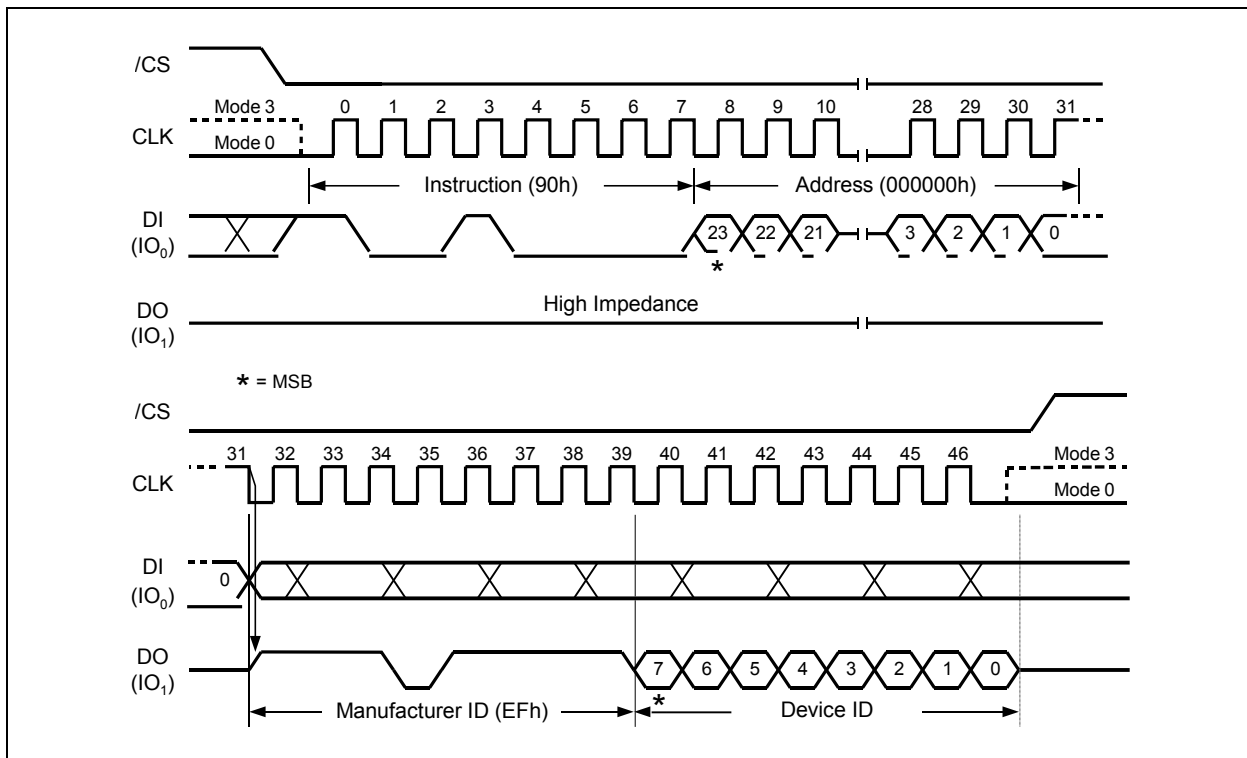 /CS
Mode 3 0 1 2 3 4 5 6 7 8 9 10 28 29 30 31
CLK
Mode 0
Instruction (90h) Address (000000h)
DI
(IO₀)
23 22 21 3 2 1 0
*
High Impedance
DO
(IO₁)
* = MSB
/CS
31 32 33 34 35 36 37 38 39 40 41 42 43 44 45 46 Mode 3
CLK
Mode 0
DI
(IO₀)
0
DO
(IO₁)
7 6 5 4 3 2 1 0
*
Manufacturer ID (EFh) Device ID